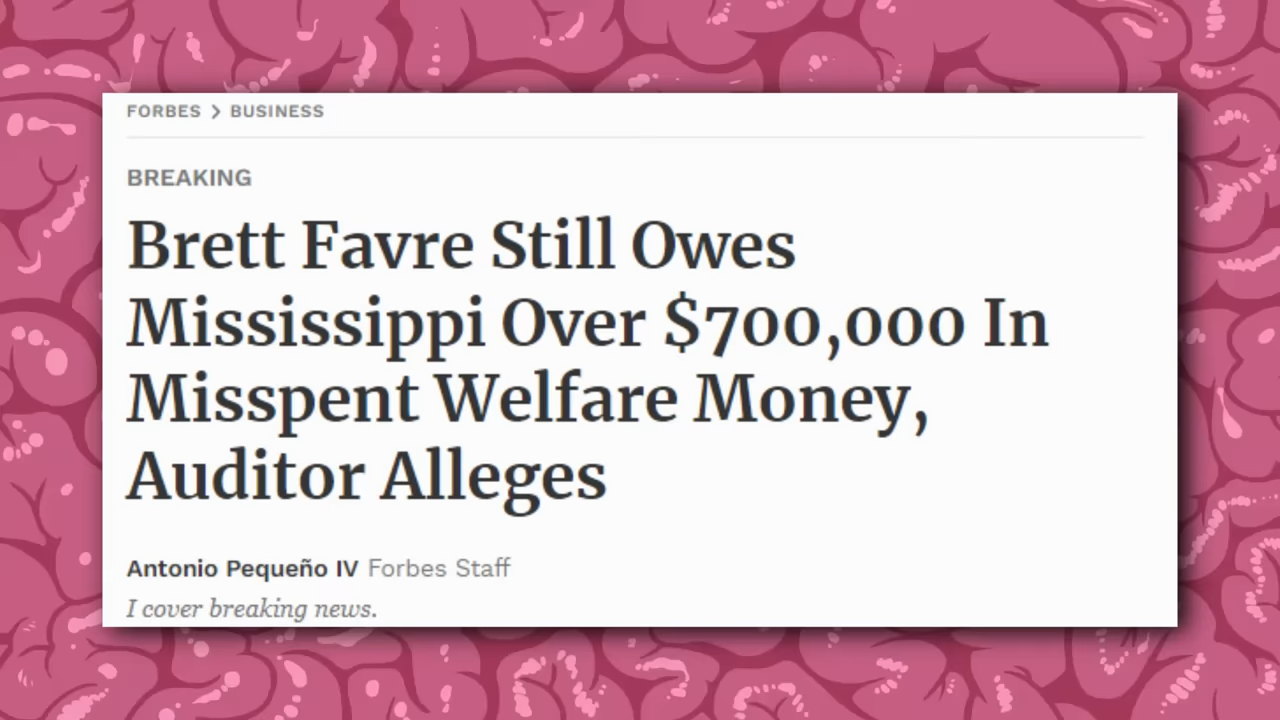 FORBES > BUSINESS
BREAKING
Brett Favre Still Owes
Mississippi Over $700,000 In
Misspent Welfare Money,
Auditor Alleges
Antonio Pequeño IV Forbes Staff
I cover breaking news.